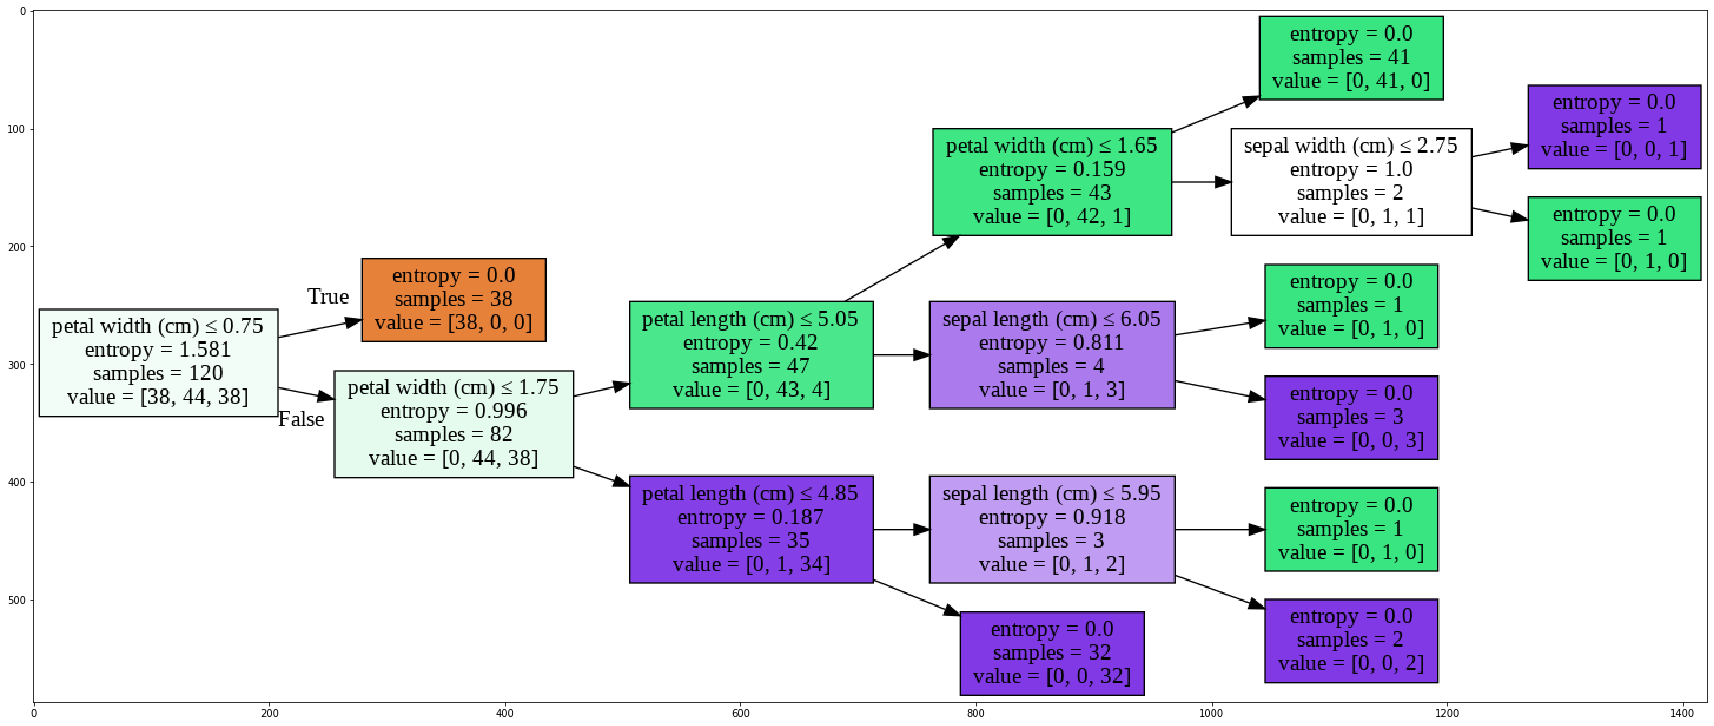 0
100
200
300
400
500
0
200
400
600
800
1000
1200
1400
petal width (cm) ≤ 0.75
entropy = 1.581
samples = 120
value = [38, 44, 38]
True
False
entropy = 0.0
samples = 38
value = [38, 0, 0]
petal width (cm) ≤ 1.75
entropy = 0.996
samples = 82
value = [0, 44, 38]
petal length (cm) ≤ 5.05
entropy = 0.42
samples = 47
value = [0, 43, 4]
petal length (cm) ≤ 4.85
entropy = 0.187
samples = 35
value = [0, 1, 34]
petal width (cm) ≤ 1.65
entropy = 0.159
samples = 43
value = [0, 42, 1]
sepal length (cm) ≤ 6.05
entropy = 0.811
samples = 4
value = [0, 1, 3]
sepal length (cm) ≤ 5.95
entropy = 0.918
samples = 3
value = [0, 1, 2]
entropy = 0.0
samples = 32
value = [0, 0, 32]
entropy = 0.0
samples = 41
value = [0, 41, 0]
sepal width (cm) ≤ 2.75
entropy = 1.0
samples = 2
value = [0, 1, 1]
entropy = 0.0
samples = 1
value = [0, 1, 0]
entropy = 0.0
samples = 3
value = [0, 0, 3]
entropy = 0.0
samples = 1
value = [0, 1, 0]
entropy = 0.0
samples = 2
value = [0, 0, 2]
entropy = 0.0
samples = 1
value = [0, 0, 1]
entropy = 0.0
samples = 1
value = [0, 1, 0]